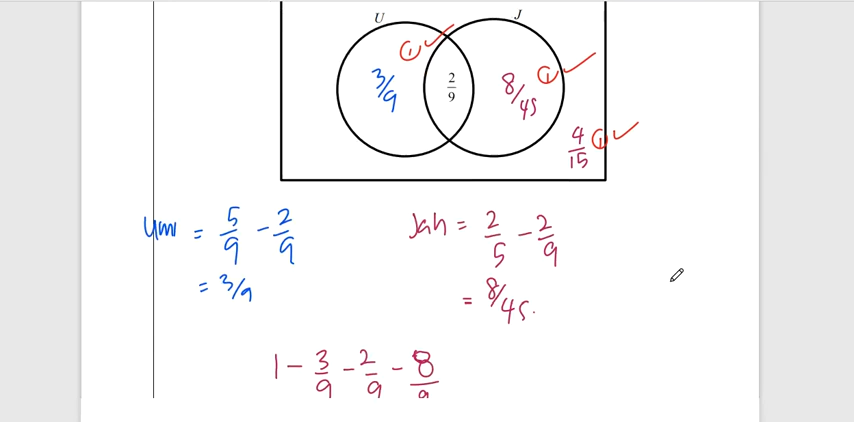 U J
3/9 ① 2/9 8/45 ①
4/15 ①
Umi = 5/9 - 2/9
= 3/9
Jah = 2/5 - 2/9
= 8/45.
1 - 3/9 - 2/9 - 8/9